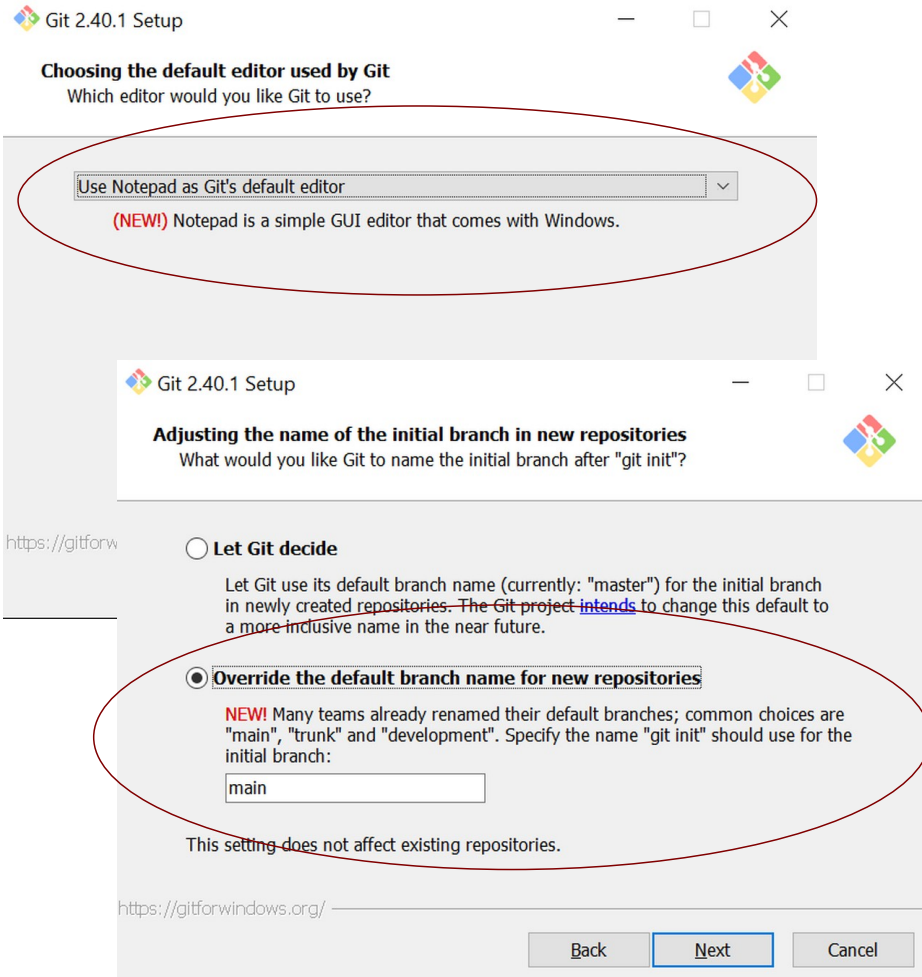 Git 2.40.1 Setup
Choosing the default editor used by Git
Which editor would you like Git to use?
Use Notepad as Git's default editor
(NEW!) Notepad is a simple GUI editor that comes with Windows.
https://gitforw
Git 2.40.1 Setup
Adjusting the name of the initial branch in new repositories
What would you like Git to name the initial branch after "git init"?
Let Git decide
Let Git use its default branch name (currently: "master") for the initial branch
in newly created repositories. The Git project intends to change this default to
a more inclusive name in the near future.
Override the default branch name for new repositories
NEW! Many teams already renamed their default branches; common choices are
"main", "trunk" and "development". Specify the name "git init" should use for the
initial branch:
main
This setting does not affect existing repositories.
https://gitforwindows.org/
Back Next Cancel